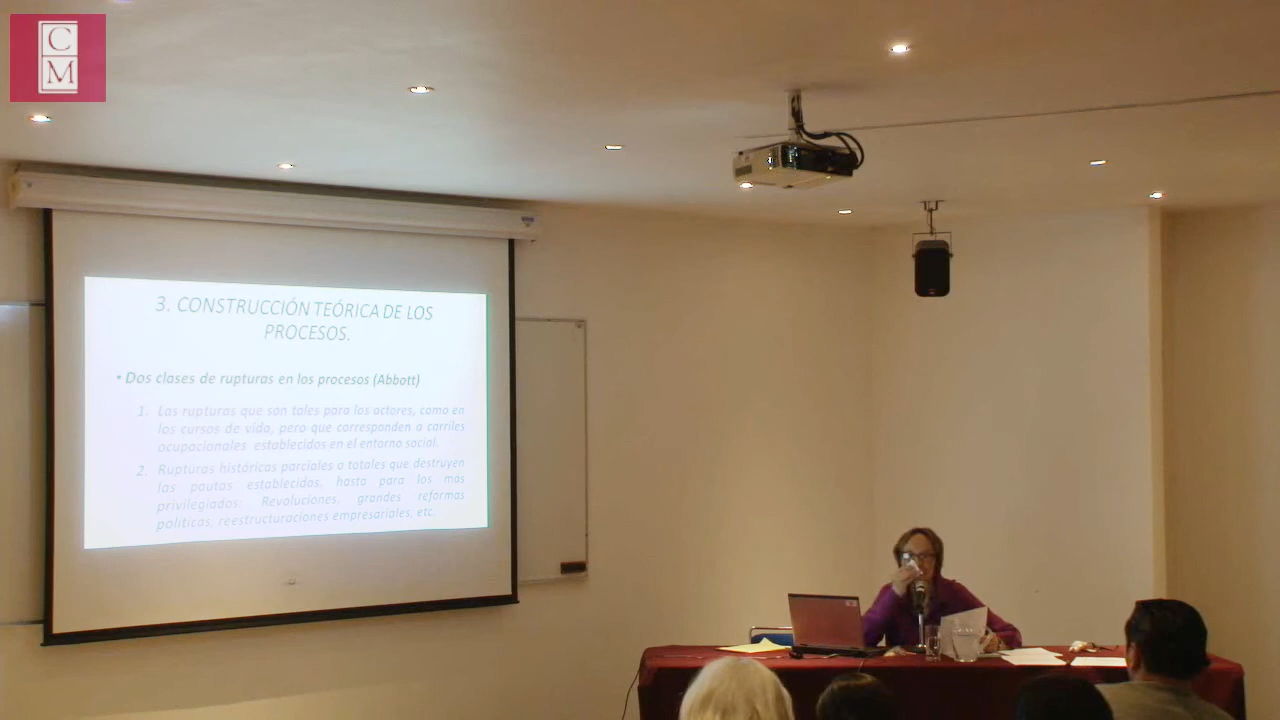 C
M
3. CONSTRUCCIÓN TEÓRICA DE LOS
PROCESOS.
• Dos clases de rupturas en los procesos (Abbott)
1. Las rupturas que son tales para los actores, como en
los cursos de vida, pero que corresponden a carriles
ocupacionales establecidos en el entorno social.
2. Rupturas históricas parciales o totales que destruyen
las pautas establecidas, hasta para los más
privilegiados: Revoluciones, grandes reformas
políticas, reestructuraciones empresariales, etc.